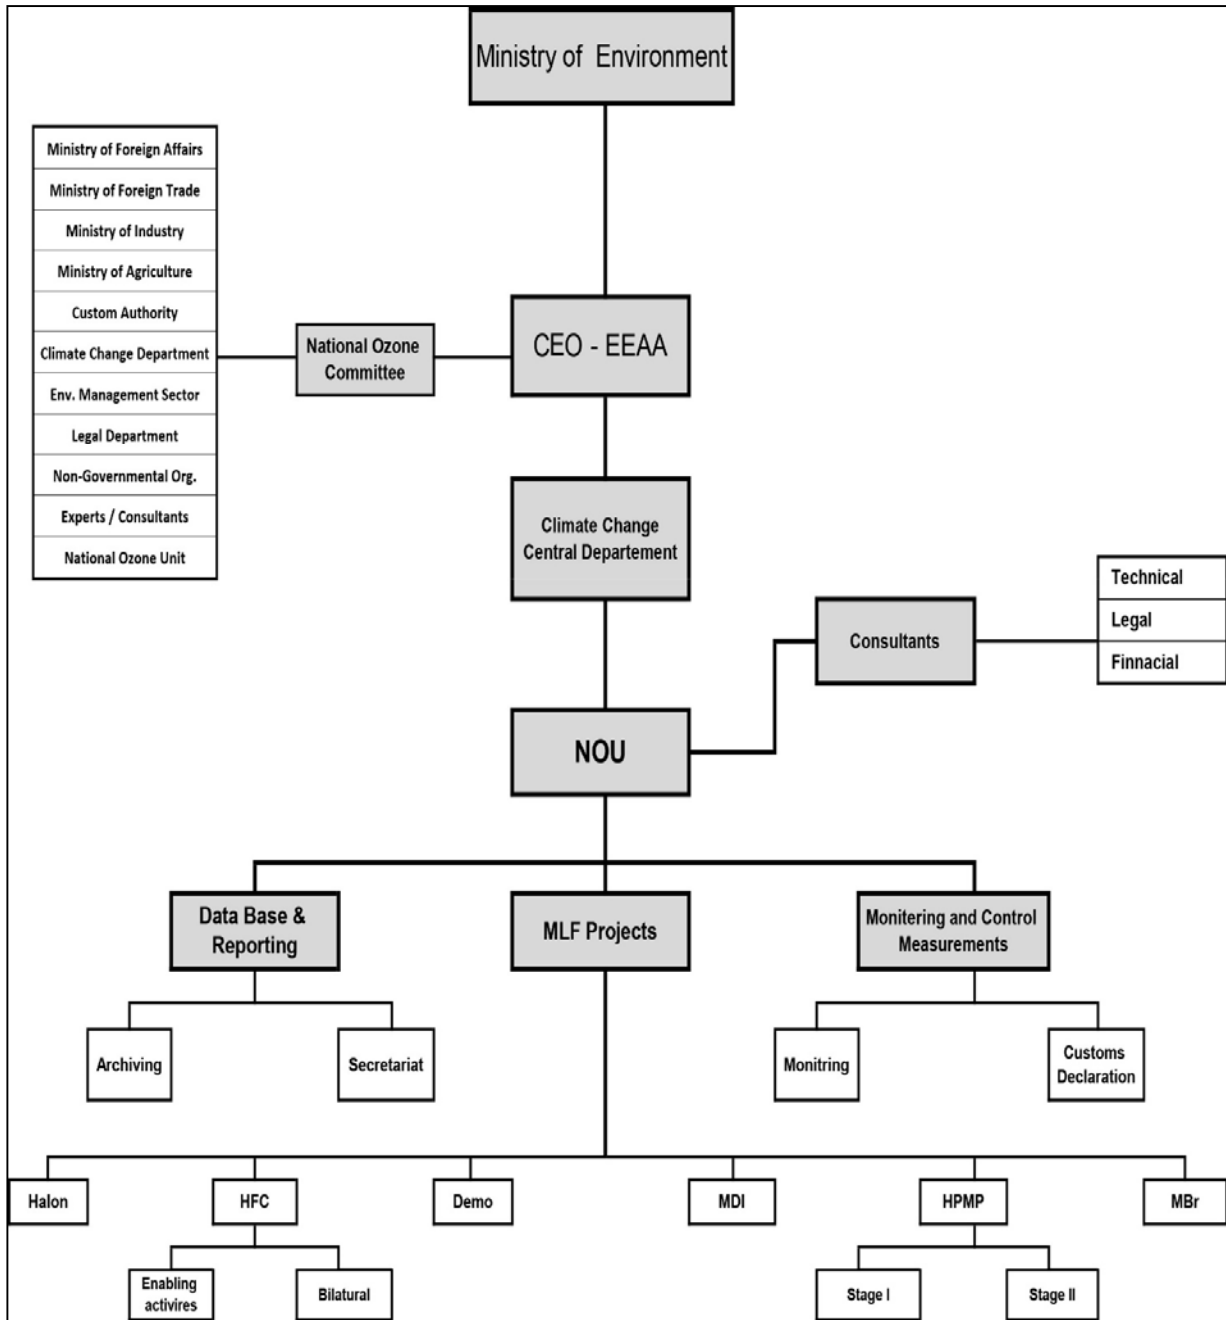 Ministry of Environment
Ministry of Foreign Affairs
Ministry of Foreign Trade
Ministry of Industry
Ministry of Agriculture
Custom Authority
Climate Change Department
Env. Management Sector
Legal Department
Non-Governmental Org.
Experts / Consultants
National Ozone Unit
National Ozone
Committee
CEO - EEAA
Climate Change
Central Departement
Consultants
Technical
Legal
Finnacial
NOU
Data Base &
Reporting
MLF Projects
Monitering and Control
Measurements
Archiving
Secretariat
Monitring
Customs
Declaration
Halon
HFC
Demo
MDI
HPMP
MBr
Enabling
activires
Bilatural
Stage I
Stage II